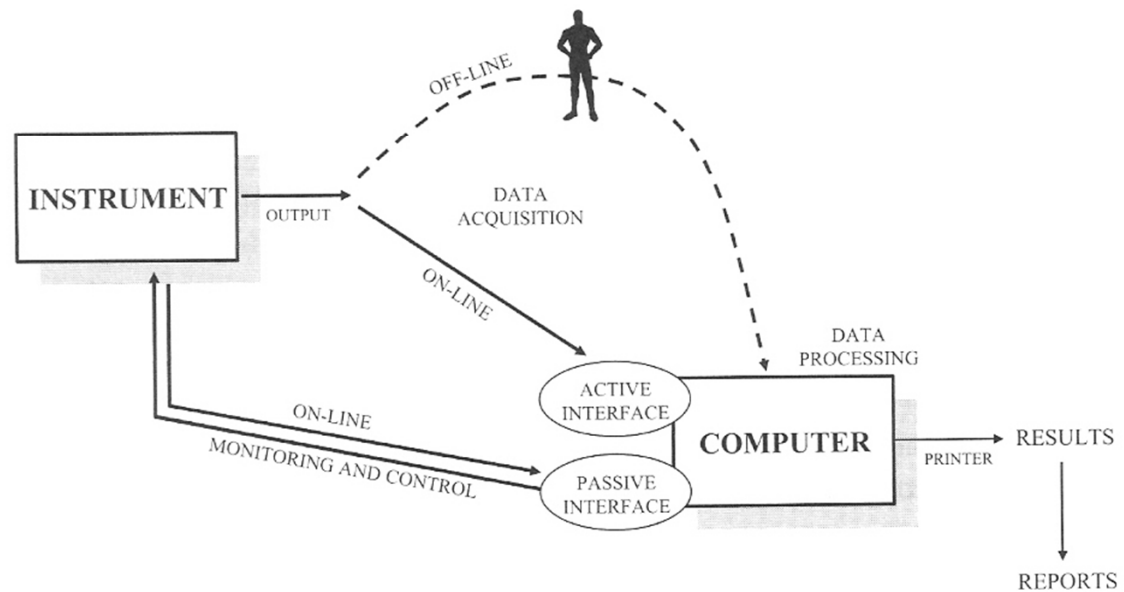 OFF-LINE
INSTRUMENT
OUTPUT
DATA
ACQUISITION
ON-LINE
DATA
PROCESSING
ACTIVE
INTERFACE
COMPUTER
PRINTER
RESULTS
ON-LINE
MONITORING AND CONTROL
PASSIVE
INTERFACE
REPORTS